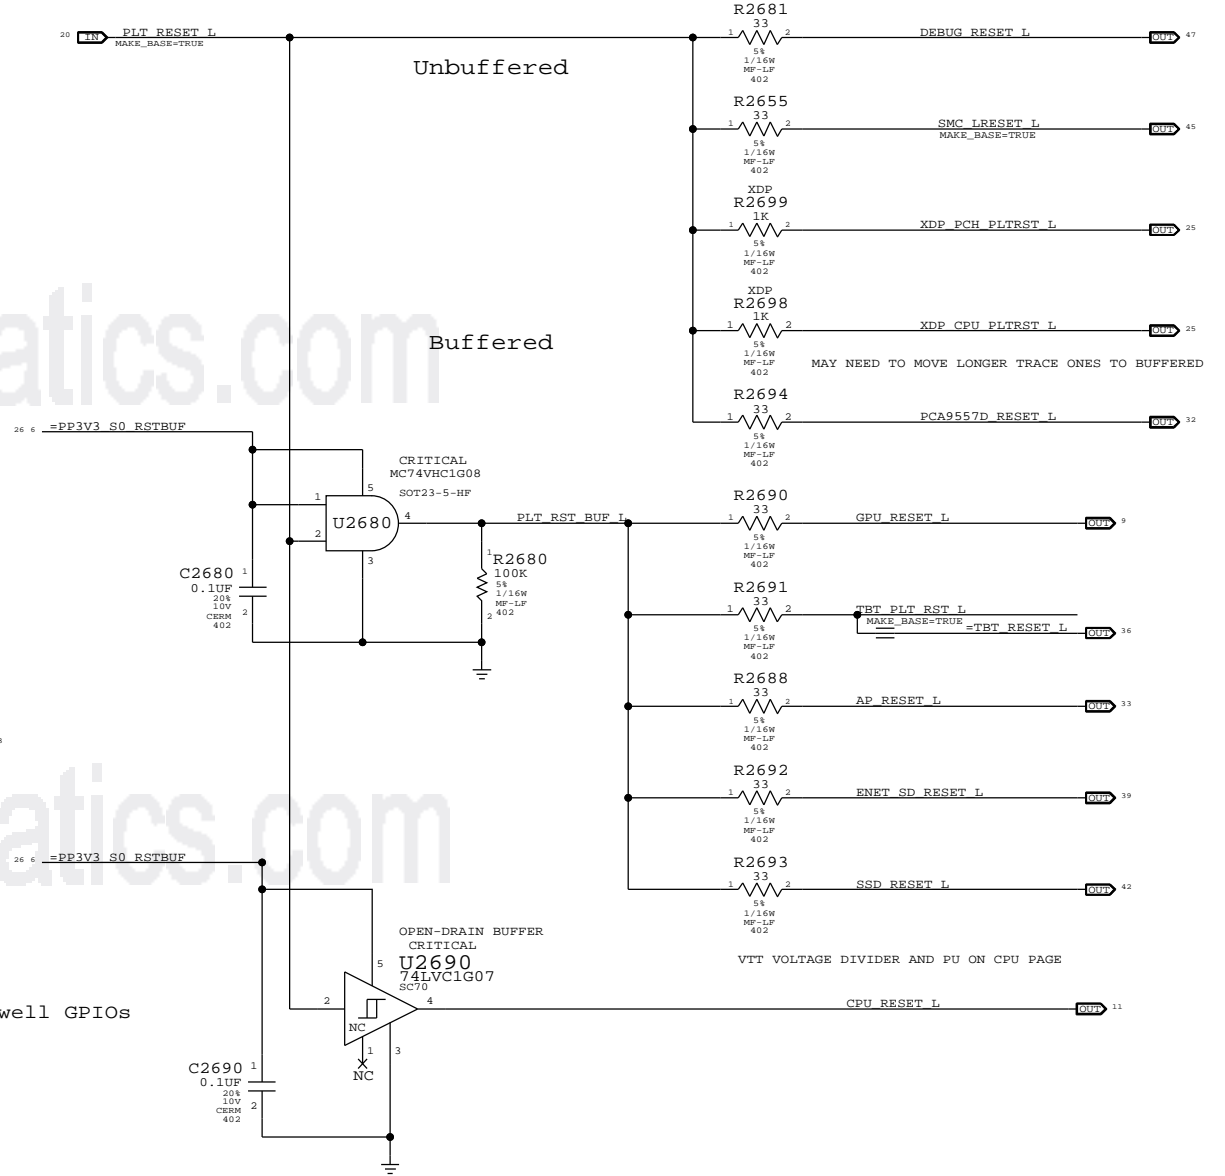 R2681
33
20 IN PLT_RESET_L
MAKE_BASE=TRUE
1 2
DEBUG_RESET_L
OUT 47
5%
1/16W
MF-LF
402
Unbuffered
R2655
33
1 2
SMC_LRESET_L
MAKE_BASE=TRUE
OUT 45
5%
1/16W
MF-LF
402
XDP
R2699
1K
1 2
XDP_PCH_PLTRST_L
OUT 25
5%
1/16W
MF-LF
402
XDP
R2698
1K
1 2
XDP_CPU_PLTRST_L
OUT 25
5%
1/16W
MF-LF
402
Buffered
MAY NEED TO MOVE LONGER TRACE ONES TO BUFFERED
atics.com
R2694
33
1 2
PCA9557D_RESET_L
OUT 32
5%
1/16W
MF-LF
402
26 6 =PP3V3_S0_RSTBUF
CRITICAL
MC74VHC1G08
SOT23-5-HF
5
1
2
U2680
4
3
PLT_RST_BUF_L
R2690
33
1 2
GPU_RESET_L
OUT 9
5%
1/16W
MF-LF
402
C2680
0.1UF
20%
10V
CERM
402
1
2
1
R2680
100K
5%
1/16W
MF-LF
402
2
R2691
33
1 2
TBT_PLT_RST_L
MAKE_BASE=TRUE
=TBT_RESET_L
OUT 36
5%
1/16W
MF-LF
402
R2688
33
1 2
AP_RESET_L
OUT 33
5%
1/16W
MF-LF
402
R2692
33
1 2
ENET_SD_RESET_L
OUT 39
5%
1/16W
MF-LF
402
atics.com
26 6 =PP3V3_S0_RSTBUF
R2693
33
1 2
SSD_RESET_L
OUT 42
5%
1/16W
MF-LF
402
OPEN-DRAIN BUFFER
CRITICAL
U2690
74LVC1G07
SC70
5
2
4
NC
1
3
NC
VTT VOLTAGE DIVIDER AND PU ON CPU PAGE
CPU_RESET_L
OUT 11
well GPIOs
C2690
0.1UF
20%
10V
CERM
402
1
2